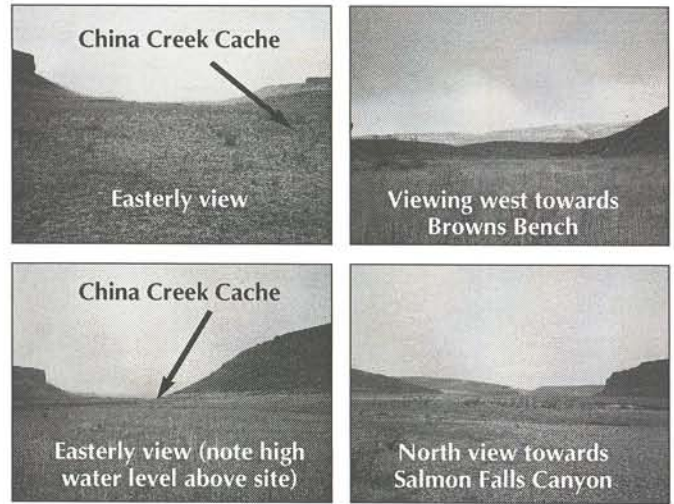 China Creek Cache
Easterly view
Viewing west towards
Browns Bench
China Creek Cache
Easterly view (note high
water level above site)
North view towards
Salmon Falls Canyon